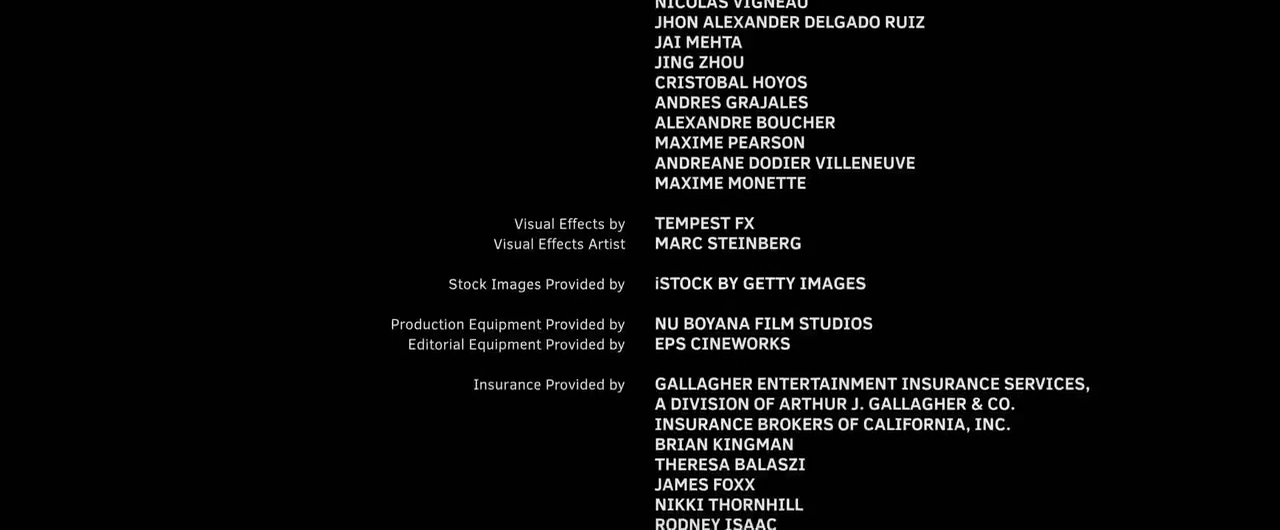 NICOLAS VIGNEAU
JHON ALEXANDER DELGADO RUIZ
JAI MEHTA
JING ZHOU
CRISTOBAL HOYOS
ANDRES GRAJALES
ALEXANDRE BOUCHER
MAXIME PEARSON
ANDREANE DODIER VILLENEUVE
MAXIME MONETTE
Visual Effects by TEMPEST FX
Visual Effects Artist MARC STEINBERG
Stock Images Provided by iSTOCK BY GETTY IMAGES
Production Equipment Provided by NU BOYANA FILM STUDIOS
Editorial Equipment Provided by EPS CINEWORKS
Insurance Provided by GALLAGHER ENTERTAINMENT INSURANCE SERVICES,
A DIVISION OF ARTHUR J. GALLAGHER & CO.
INSURANCE BROKERS OF CALIFORNIA, INC.
BRIAN KINGMAN
THERESA BALASZI
JAMES FOXX
NIKKI THORNHILL
RODNEY ISAAC